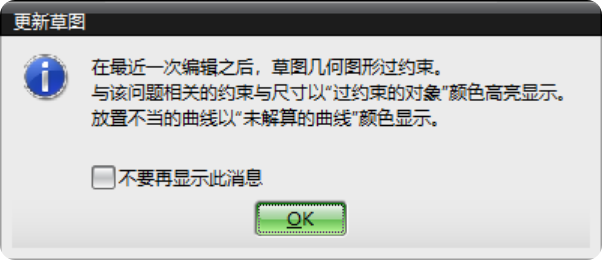 更新草图
在最近一次编辑之后，草图几何图形过约束。
与该问题相关的约束与尺寸以“过约束的对象”颜色高亮显示。
放置不当的曲线以“未解算的曲线”颜色显示。
不要再显示此消息
OK